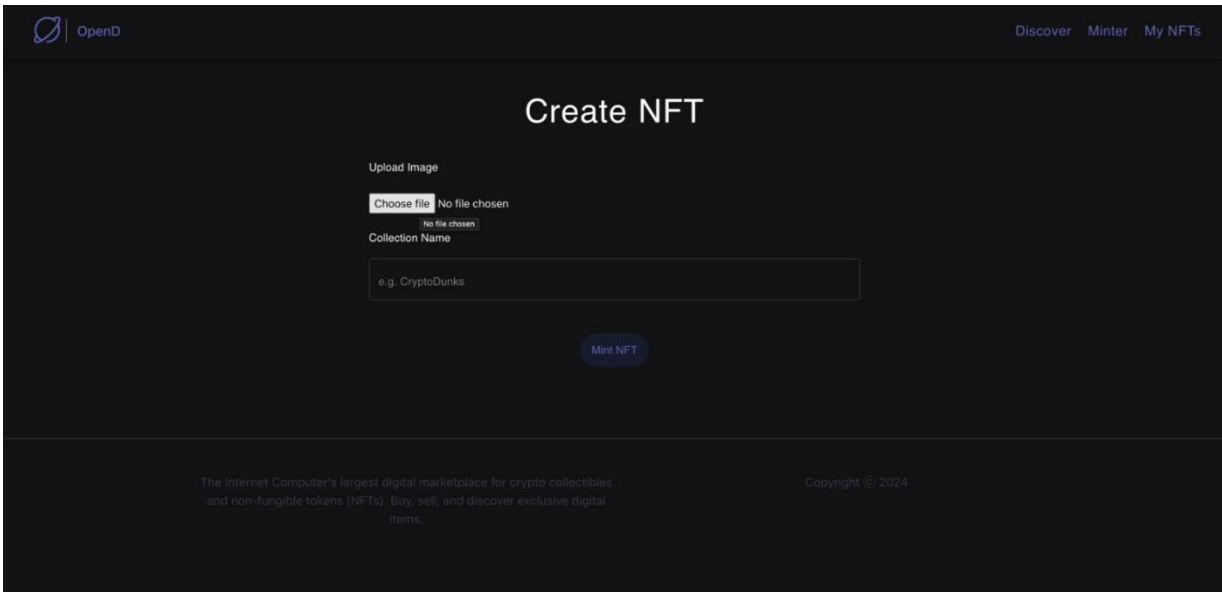 OpenD
Discover Minter My NFTs
Create NFT
Upload Image
Choose file No file chosen
No file chosen
Collection Name
e.g. CryptoDunks
Mint NFT
The Internet Computer's largest digital marketplace for crypto collectibles
and non-fungible tokens (NFTs). Buy, sell, and discover exclusive digital
items.
Copyright ⓒ 2024